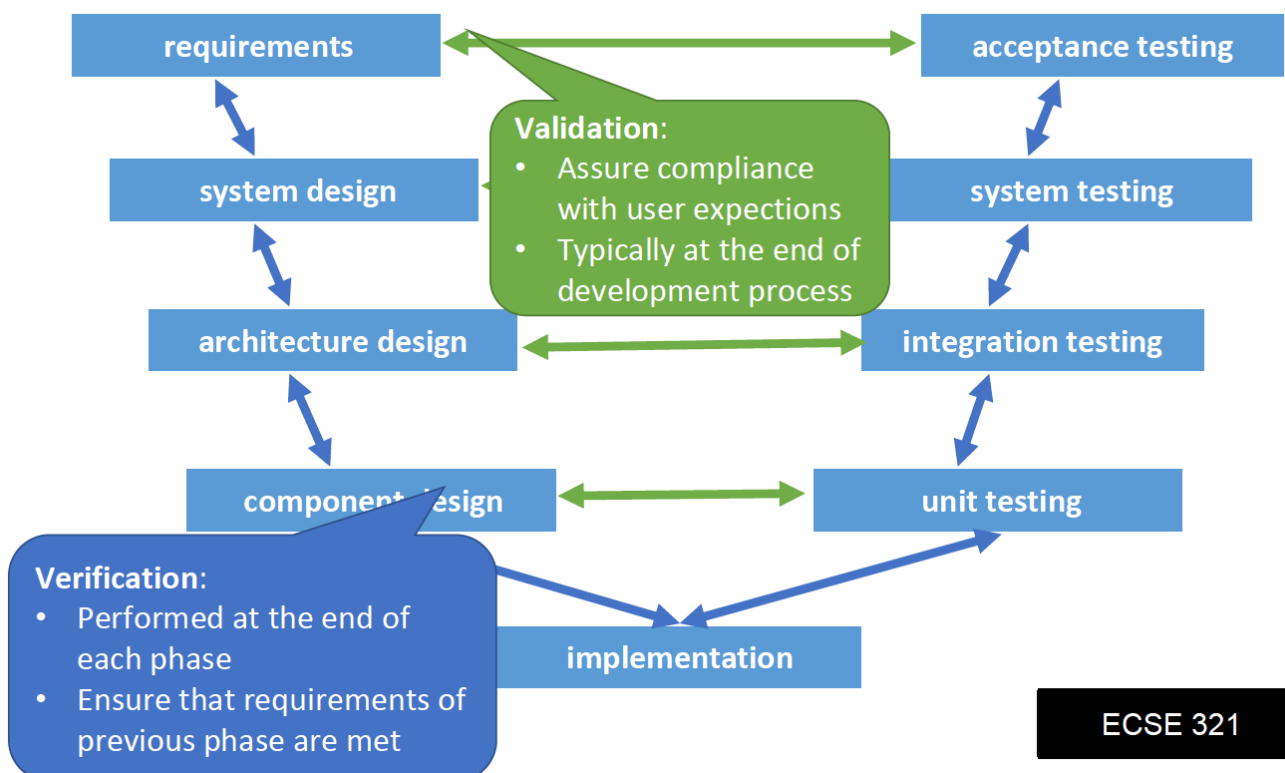 requirements
acceptance testing
Validation:
• Assure compliance
with user expections
• Typically at the end of
development process
system design
system testing
architecture design
integration testing
component design
unit testing
Verification:
• Performed at the end of
each phase
• Ensure that requirements of
previous phase are met
implementation
ECSE 321